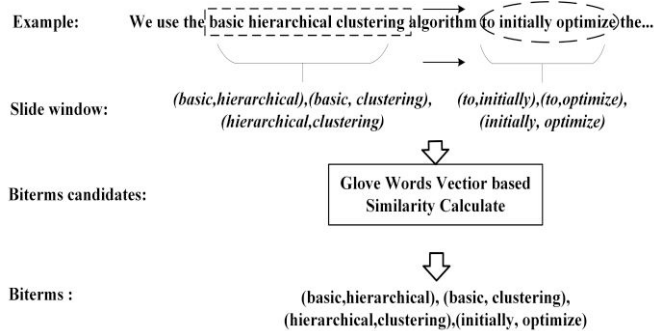 Example: We use the basic hierarchical clustering algorithm to initially optimize the...
Slide window: (basic,hierarchical),(basic, clustering), (to,initially),(to,optimize),
(hierarchical,clustering) (initially, optimize)
Biterms candidates: Glove Words Vectior based
Similarity Calculate
Biterms : (basic,hierarchical), (basic, clustering),
(hierarchical,clustering),(initially, optimize)